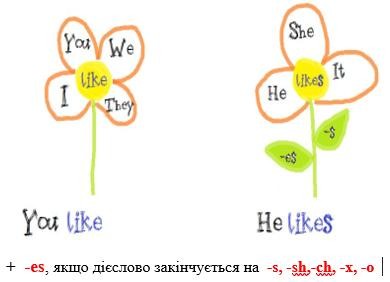 You
We
like
I
They
She
It
likes
He
-s
-es
You like
He likes
+ -es, якщо дієслово закінчується на -s, -sh,-ch, -x, -o